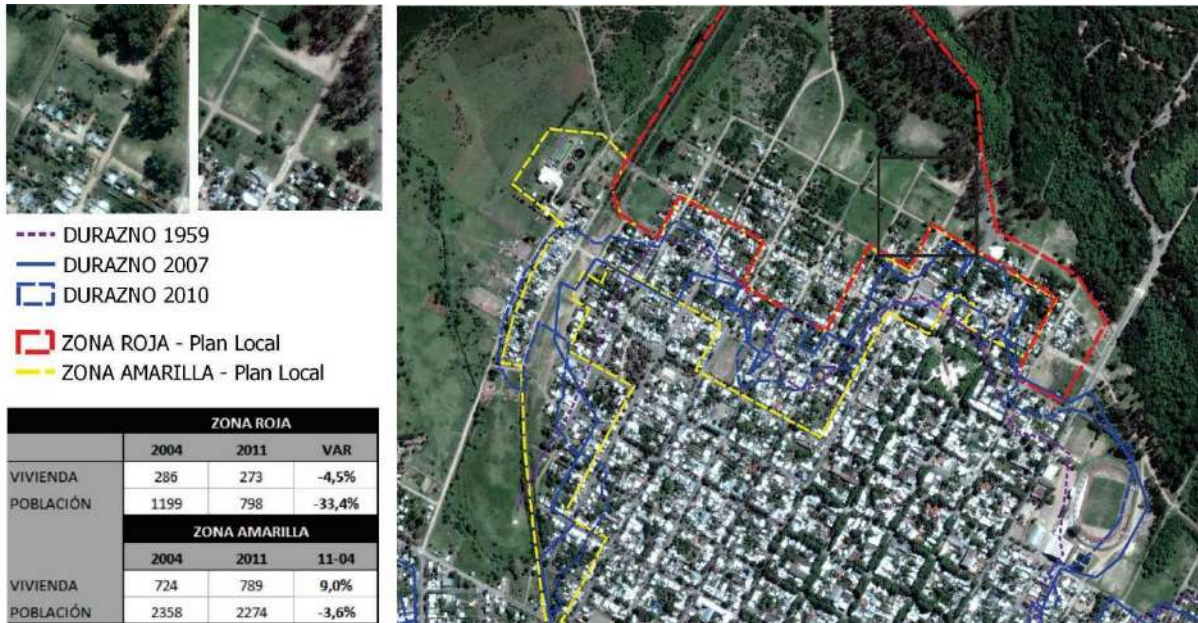 DURAZNO 1959
DURAZNO 2007
DURAZNO 2010
ZONA ROJA - Plan Local
ZONA AMARILLA - Plan Local
ZONA ROJA
2004 2011 VAR
VIVIENDA 286 273 -4,5%
POBLACIÓN 1199 798 -33,4%
ZONA AMARILLA
2004 2011 11-04
VIVIENDA 724 789 9,0%
POBLACIÓN 2358 2274 -3,6%